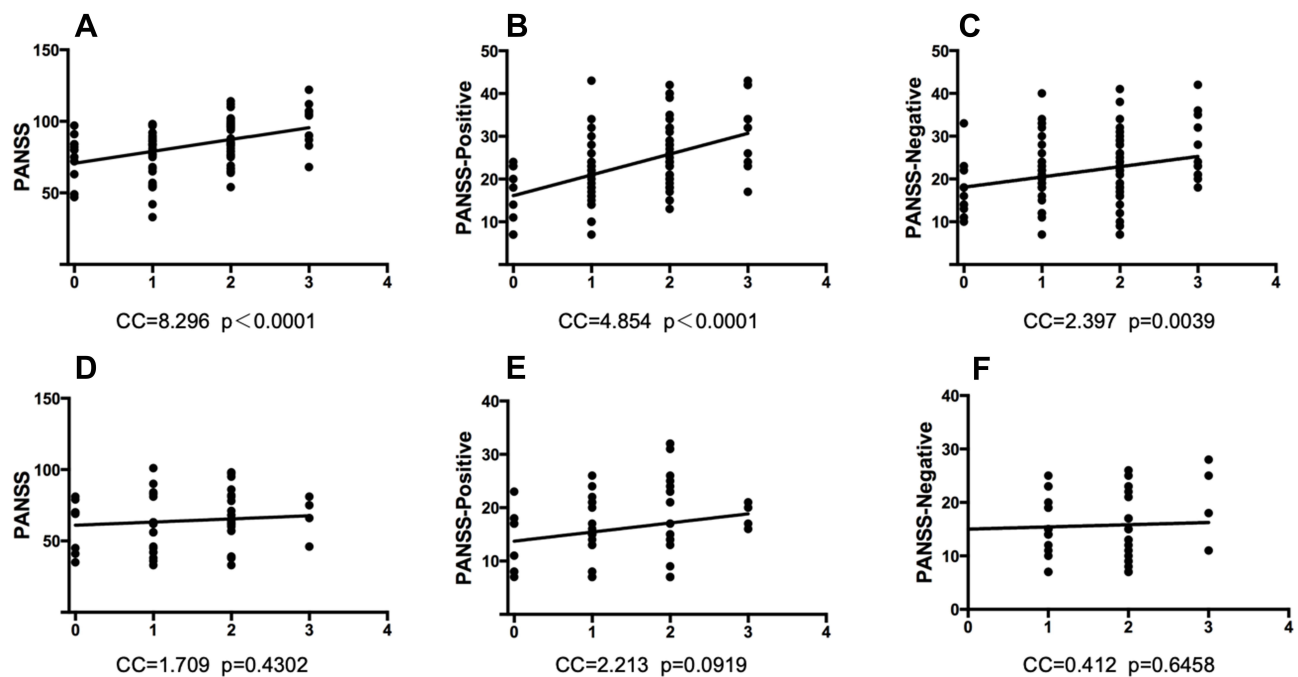 A
PANSS
150
100
50
0 1 2 3 4
CC=8.296 p<0.0001
B
PANSS-Positive
50
40
30
20
10
0 1 2 3 4
CC=4.854 p<0.0001
C
PANSS-Negative
50
40
30
20
10
0 1 2 3 4
CC=2.397 p=0.0039
D
PANSS
150
100
50
0 1 2 3 4
CC=1.709 p=0.4302
E
PANSS-Positive
40
30
20
10
0 1 2 3 4
CC=2.213 p=0.0919
F
PANSS-Negative
40
30
20
10
0
0 1 2 3 4
CC=0.412 p=0.6458